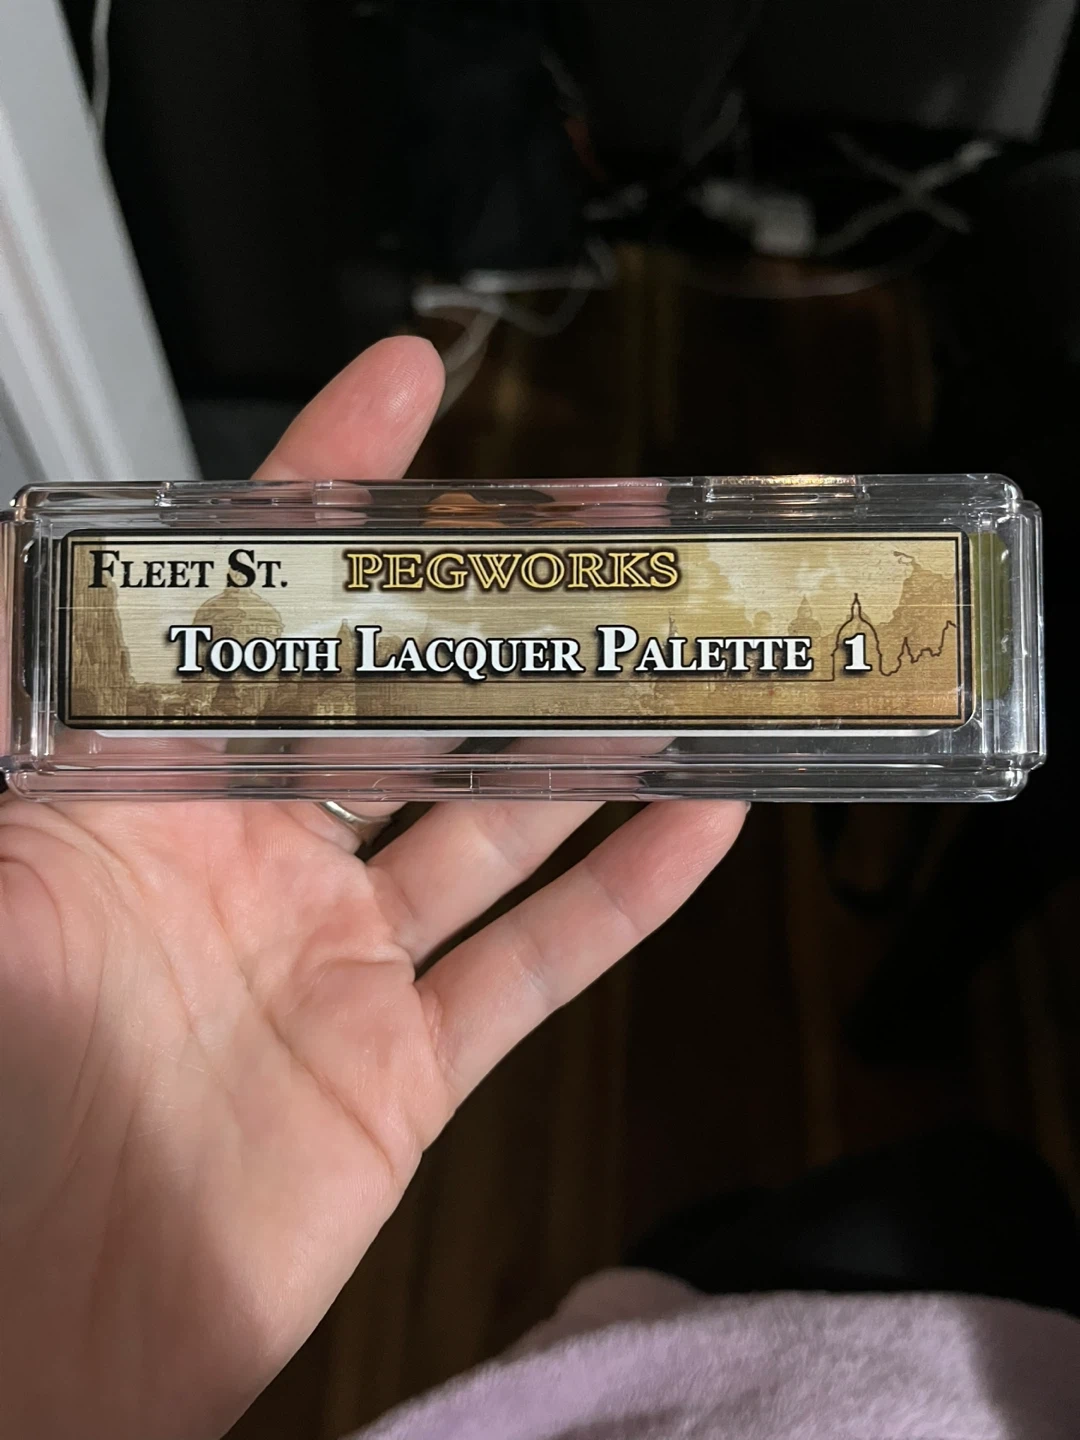 FLEET ST. PEGWORKS
TOOTH LACQUER PALETTE 1